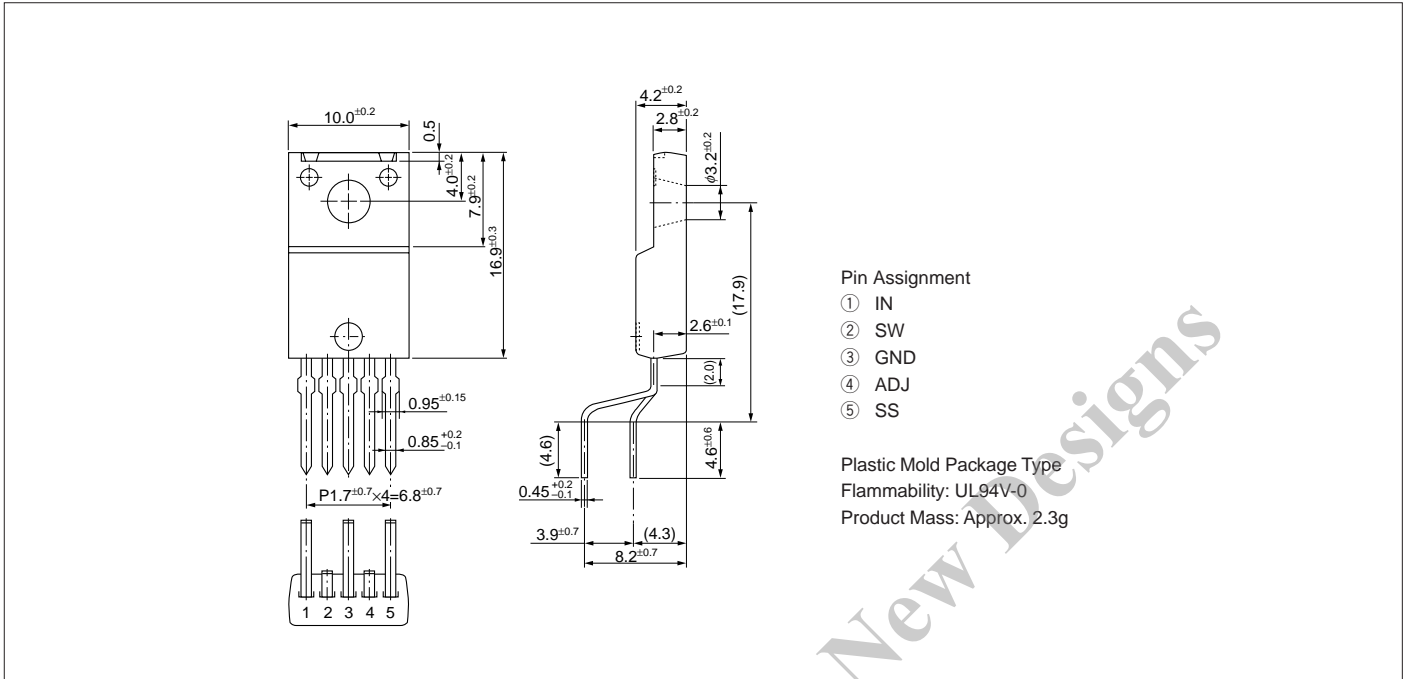 10.0±0.2
0.5
4.0±0.2
7.9±0.2
16.9±0.3
0.95±0.15
0.85+0.2−0.1
P1.7±0.7×4=6.8±0.7
1 2 3 4 5
4.2±0.2
2.8±0.2
φ3.2±0.2
(17.9)
2.6±0.1
(2.0)
(4.6)
4.6±0.6
0.45+0.2−0.1
3.9±0.7
(4.3)
8.2±0.7
Pin Assignment
① IN
② SW
③ GND
④ ADJ
⑤ SS
Plastic Mold Package Type
Flammability: UL94V-0
Product Mass: Approx. 2.3g
New Designs